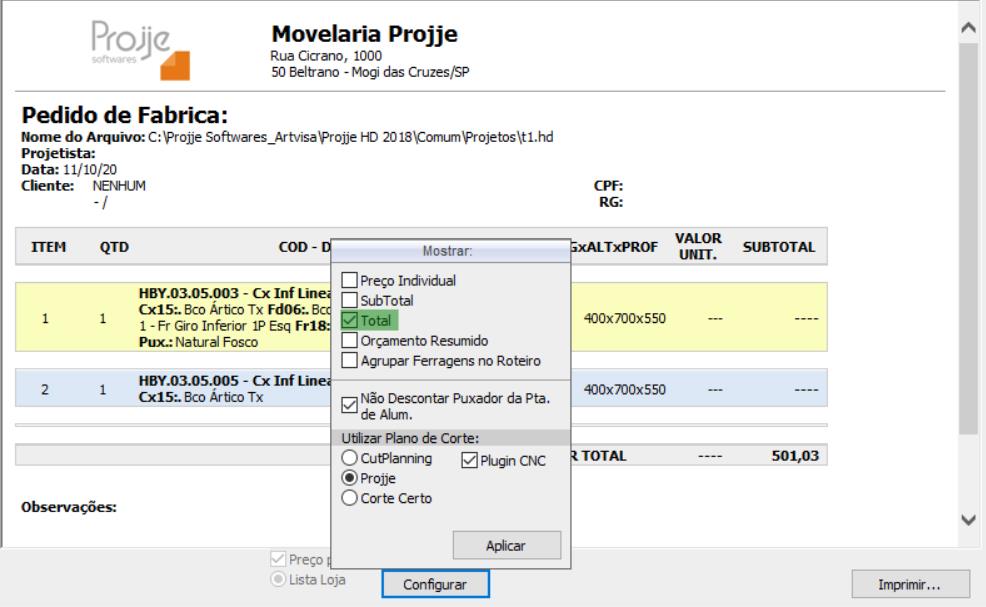 Projje
softwares
Movelaria Projje
Rua Cicrano, 1000
50 Beltrano - Mogi das Cruzes/SP
Pedido de Fabrica:
Nome do Arquivo: C:\Projje Softwares_Artvisa\Projje HD 2018\Comum\Projetos\t1.hd
Projetista:
Data: 11/10/20
Cliente: NENHUM CPF:
- / RG:
ITEM QTD COD - D GxALTxPROF VALOR UNIT. SUBTOTAL
Mostrar:
Preço Individual
SubTotal
Total
Orçamento Resumido
Agrupar Ferragens no Roteiro
Não Descontar Puxador da Pta.
de Alum.
Utilizar Plano de Corte:
CutPlanning Plugin CNC
Projje
Corte Certo
Aplicar
HBY.03.05.003 - Cx Inf Linea
Cx15:. Bco Ártico Tx Fd06:. Bco
1 1 1 - Fr Giro Inferior 1P Esq Fr18: 400x700x550 --- ----
Pux.: Natural Fosco
HBY.03.05.005 - Cx Inf Linea
2 1 Cx15:. Bco Ártico Tx 400x700x550 --- ----
R TOTAL ---- 501,03
Observações:
Preço p
Lista Loja
Configurar
Imprimir...